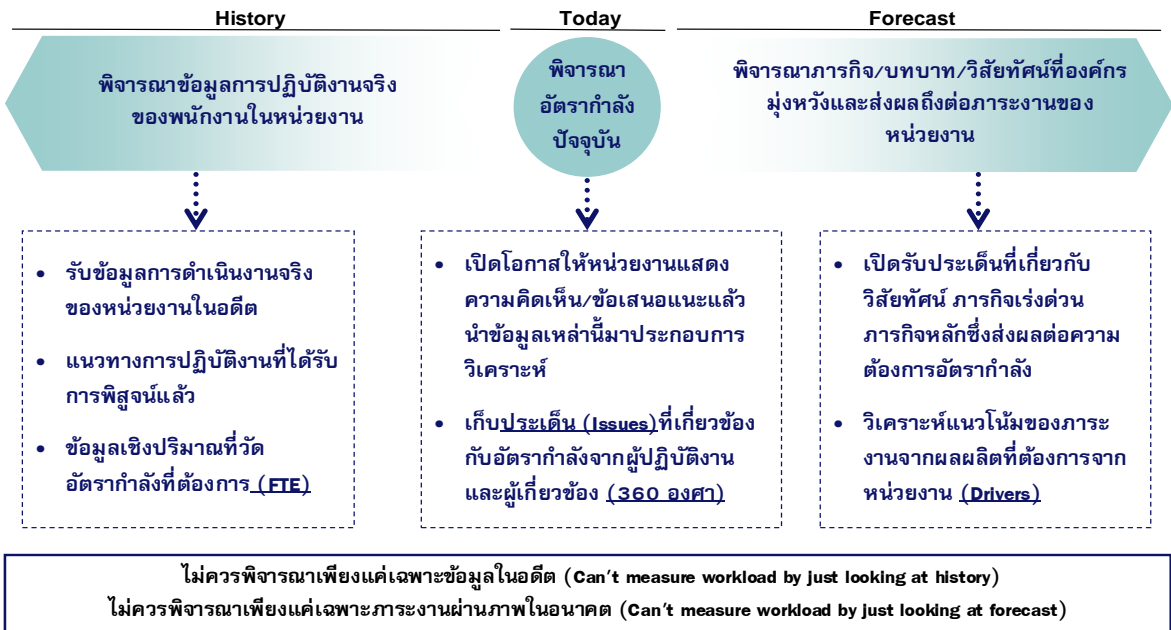 History
Today
Forecast
พิจารณาข้อมูลการปฏิบัติงานจริง
ของพนักงานในหน่วยงาน
พิจารณา
อัตรากำลัง
ปัจจุบัน
พิจารณาภารกิจ/บทบาท/วิสัยทัศน์ที่องค์กร
มุ่งหวังและส่งผลถึงต่อภาระงานของ
หน่วยงาน
• รับข้อมูลการดำเนินงานจริง
ของหน่วยงานในอดีต
• แนวทางการปฏิบัติงานที่ได้รับ
การพิสูจน์แล้ว
• ข้อมูลเชิงปริมาณที่วัด
อัตรากำลังที่ต้องการ (FTE)
• เปิดโอกาสให้หน่วยงานแสดง
ความคิดเห็น/ข้อเสนอแนะแล้ว
นำข้อมูลเหล่านี้มาประกอบการ
วิเคราะห์
• เก็บประเด็น (Issues)ที่เกี่ยวข้อง
กับอัตรากำลังจากผู้ปฏิบัติงาน
และผู้เกี่ยวข้อง (360 องศา)
• เปิดรับประเด็นที่เกี่ยวกับ
วิสัยทัศน์ ภารกิจเร่งด่วน
ภารกิจหลักซึ่งส่งผลต่อความ
ต้องการอัตรากำลัง
• วิเคราะห์แนวโน้มของภาระ
งานจากผลผลิตที่ต้องการจาก
หน่วยงาน (Drivers)
ไม่ควรพิจารณาเพียงแค่เฉพาะข้อมูลในอดีต (Can't measure workload by just looking at history)
ไม่ควรพิจารณาเพียงแค่เฉพาะภาระงานผ่านภาพในอนาคต (Can't measure workload by just looking at forecast)